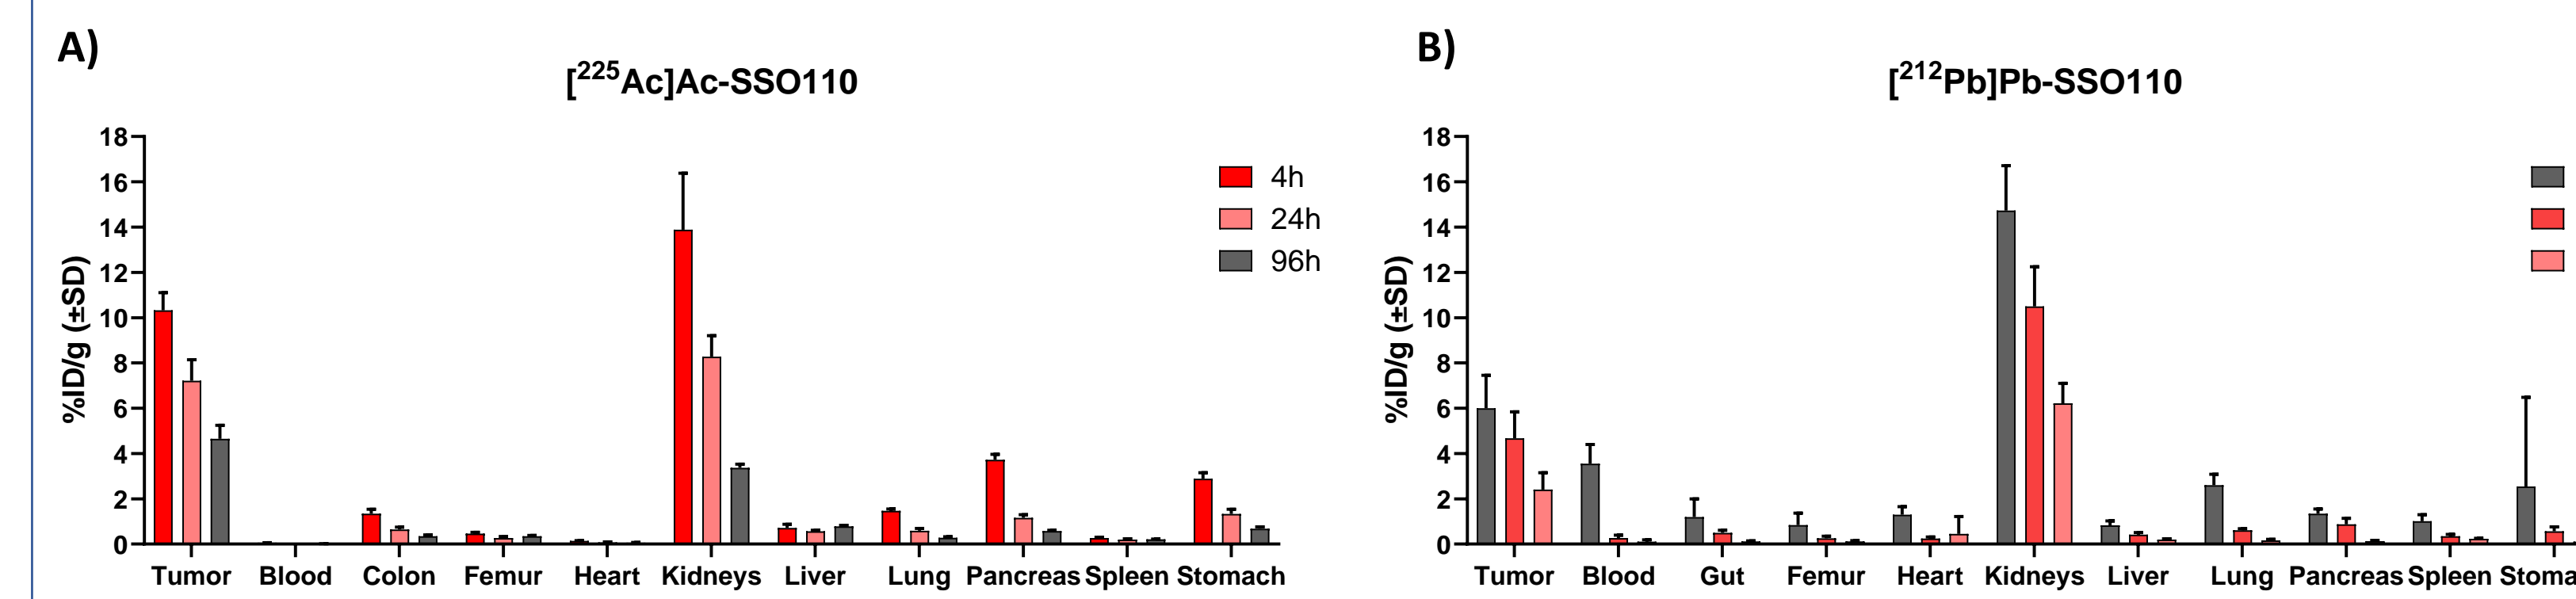 A)
[225Ac]Ac-SSO110
%ID/g (±SD)
18
16
14
12
10
8
6
4
2
0
Tumor Blood Colon Femur Heart Kidneys Liver Lung Pancreas Spleen Stomach
4h
24h
96h
B)
[212Pb]Pb-SSO110
%ID/g (±SD)
18
16
14
12
10
8
6
4
2
0
Tumor Blood Gut Femur Heart Kidneys Liver Lung Pancreas Spleen Stoma